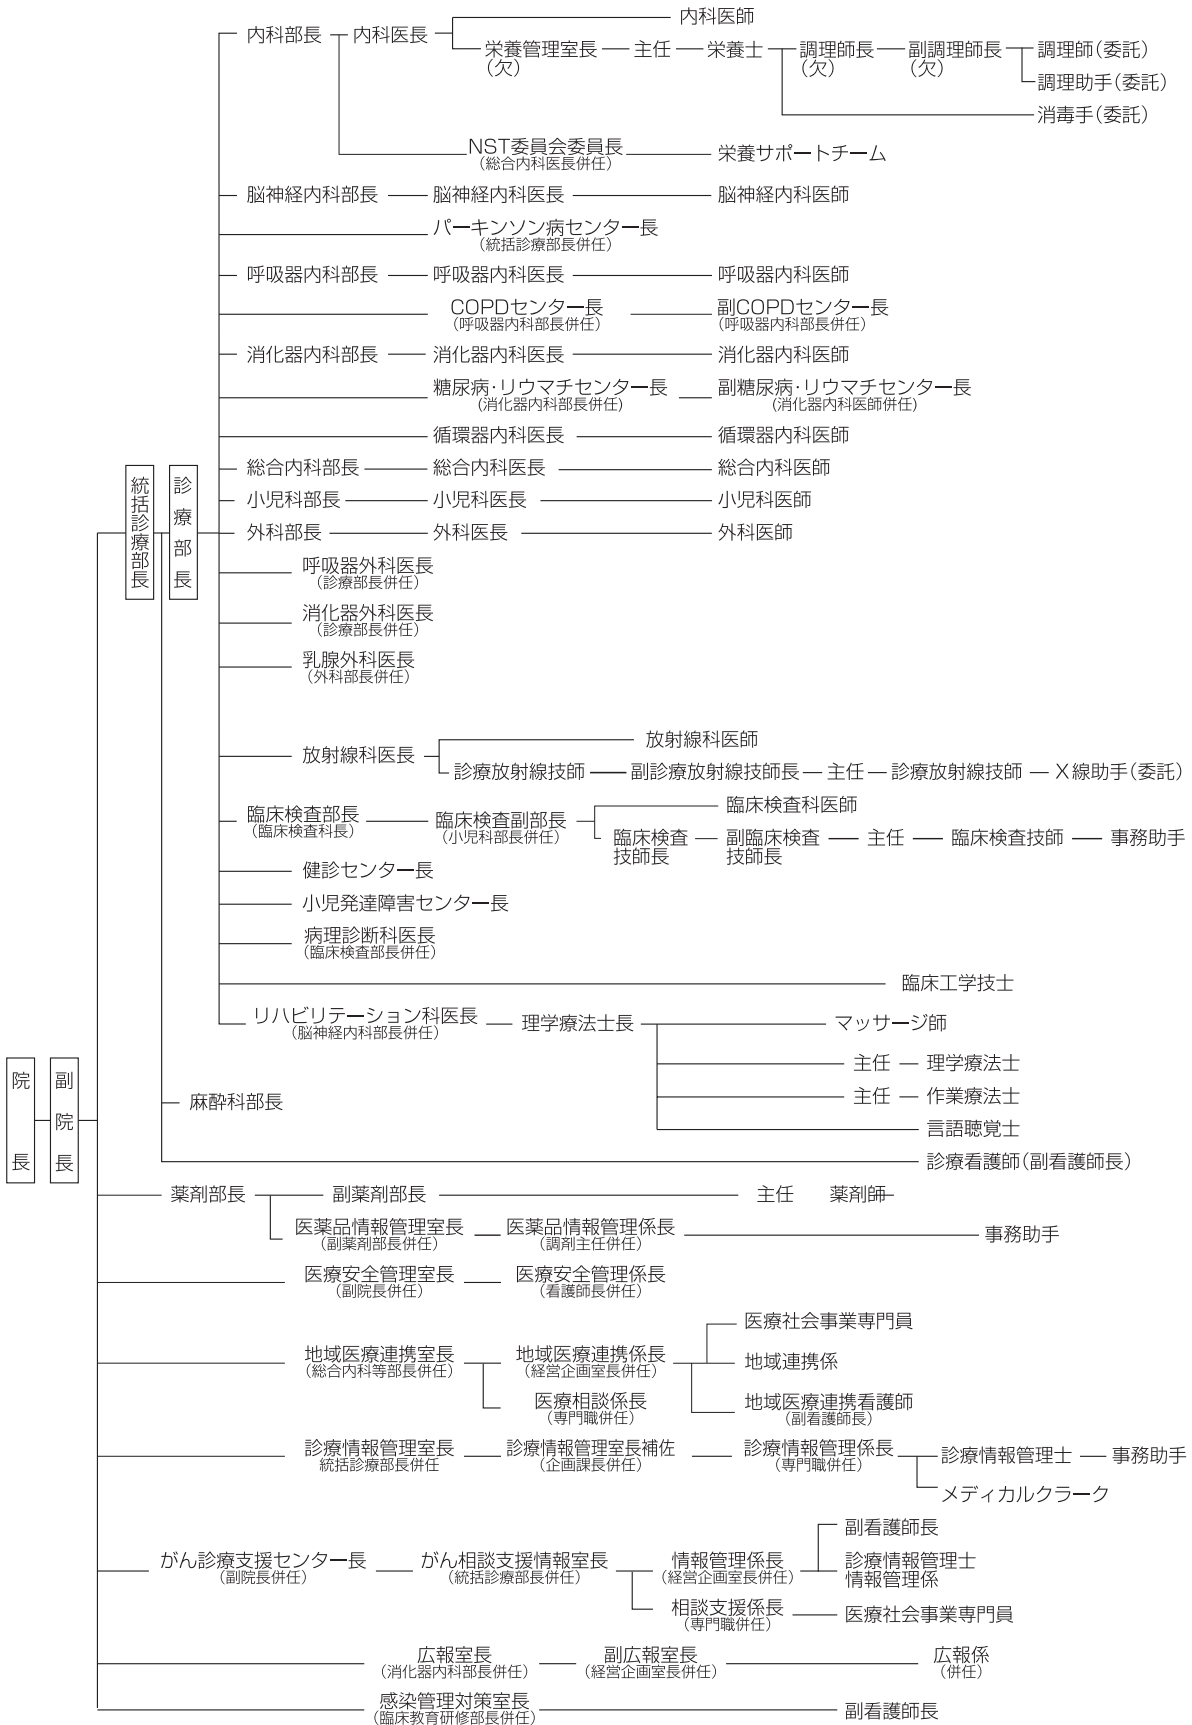 内科医師
内科部長 内科医長
栄養管理室長 主任 栄養士 調理師長 副調理師長 調理師(委託)
(欠) (欠) (欠)
調理助手(委託)
消毒手(委託)
NST委員会委員長 栄養サポートチーム
(総合内科医長併任)
脳神経内科部長 脳神経内科医長 脳神経内科医師
パーキンソン病センター長
(統括診療部長併任)
呼吸器内科部長 呼吸器内科医長 呼吸器内科医師
COPDセンター長 副COPDセンター長
(呼吸器内科部長併任) (呼吸器内科部長併任)
消化器内科部長 消化器内科医長 消化器内科医師
糖尿病・リウマチセンター長 副糖尿病・リウマチセンター長
(消化器内科部長併任) (消化器内科医師併任)
循環器内科医長 循環器内科医師
総合内科部長 総合内科医長 総合内科医師
小児科部長 小児科医長 小児科医師
外科部長 外科医長 外科医師
統括診療部長
診療部長
呼吸器外科医長
(診療部長併任)
消化器外科医長
(診療部長併任)
乳腺外科医長
(外科部長併任)
放射線科医師
放射線科医長
診療放射線技師 副診療放射線技師長 主任 診療放射線技師 X線助手(委託)
臨床検査科医師
臨床検査部長 臨床検査副部長
(臨床検査科長) (小児科部長併任)
臨床検査 副臨床検査 主任 臨床検査技師 事務助手
技師長 技師長
健診センター長
小児発達障害センター長
病理診断科医長
(臨床検査部長併任)
臨床工学技士
リハビリテーション科医長 理学療法士長 マッサージ師
(脳神経内科部長併任)
主任 理学療法士
主任 作業療法士
言語聴覚士
院長
副院長
麻酔科部長
診療看護師(副看護師長)
薬剤部長 副薬剤部長 主任 薬剤師
医薬品情報管理室長 医薬品情報管理係長 事務助手
(副薬剤部長併任) (調剤主任併任)
医療安全管理室長 医療安全管理係長
(副院長併任) (看護師長併任)
医療社会事業専門員
地域医療連携室長 地域医療連携係長 地域連携係
(総合内科等部長併任) (経営企画室長併任)
医療相談係長 地域医療連携看護師
(専門職併任) (副看護師長)
診療情報管理室長 診療情報管理室長補佐 診療情報管理係長 診療情報管理士 事務助手
統括診療部長併任 (企画課長併任) (専門職併任)
メディカルクラーク
副看護師長
がん診療支援センター長 がん相談支援情報室長 情報管理係長 診療情報管理士
(副院長併任) (統括診療部長併任) (経営企画室長併任) 情報管理係
相談支援係長 医療社会事業専門員
(専門職併任)
広報室長 副広報室長 広報係
(消化器内科部長併任) (経営企画室長併任) (併任)
感染管理対策室長 副看護師長
(臨床教育研修部長併任)